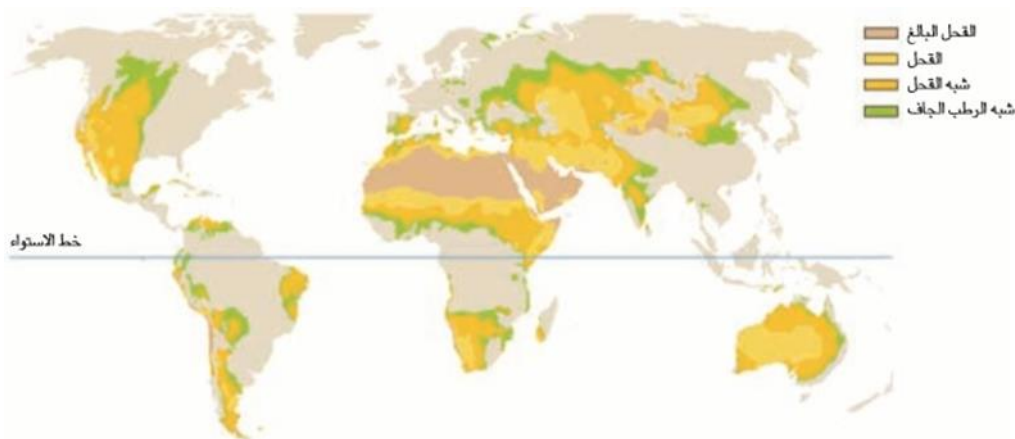 القحل البالغ
القحل
شبه القحل
شبه الرطب الجاف
خط الاستواء